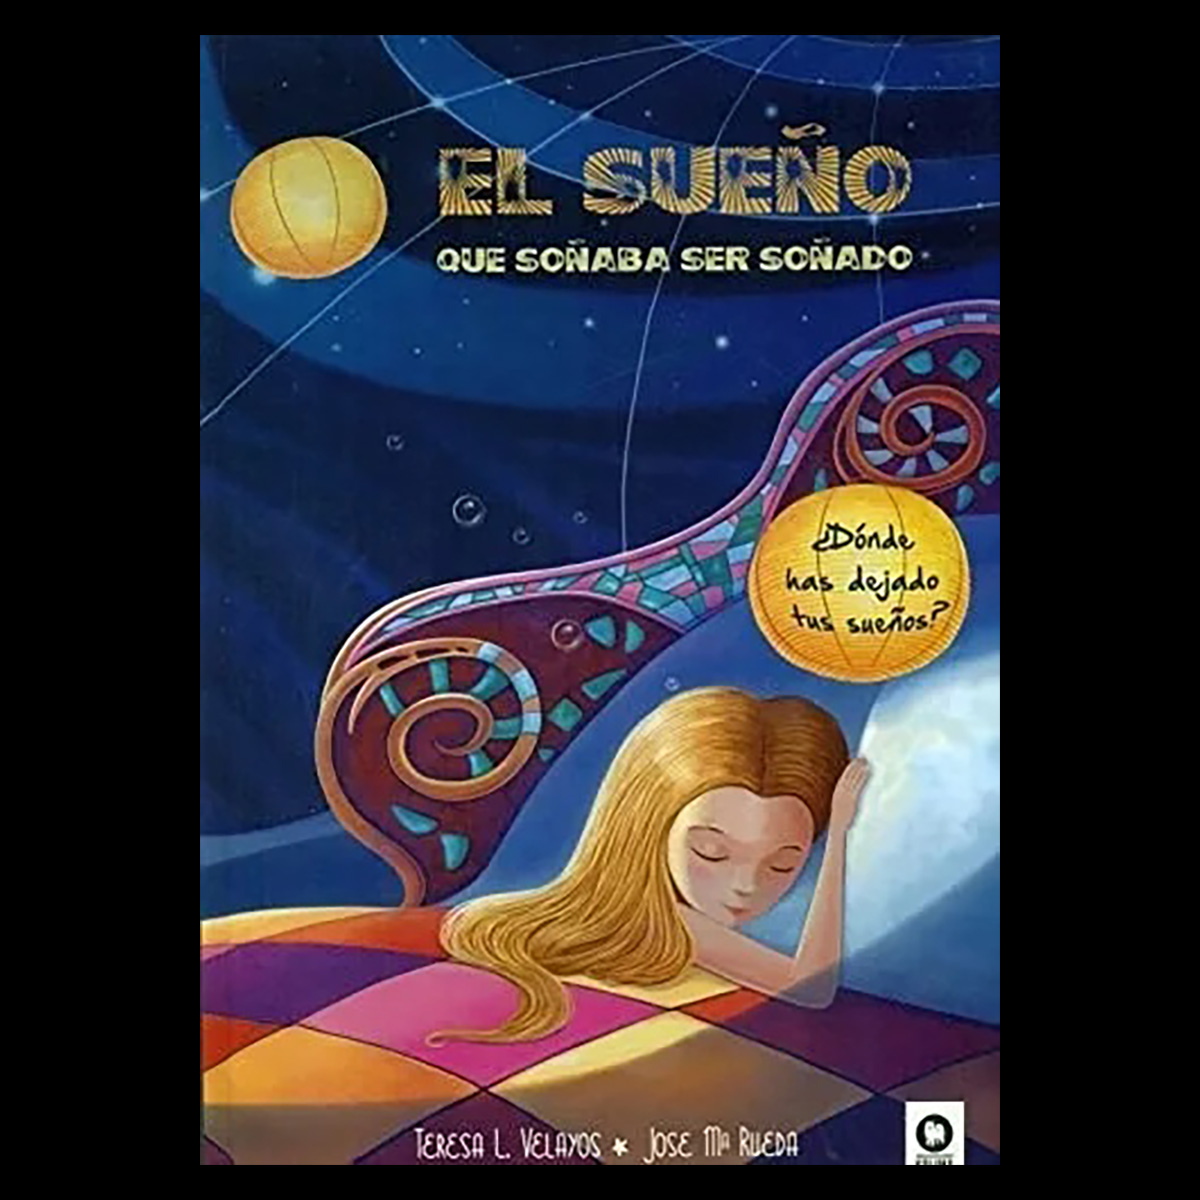 EL SUEÑO
QUE SOÑABA SER SOÑADO
¿Dónde
has dejado
tus sueños?
TERESA L. VELAYOS ★ JOSE Mª RUEDA